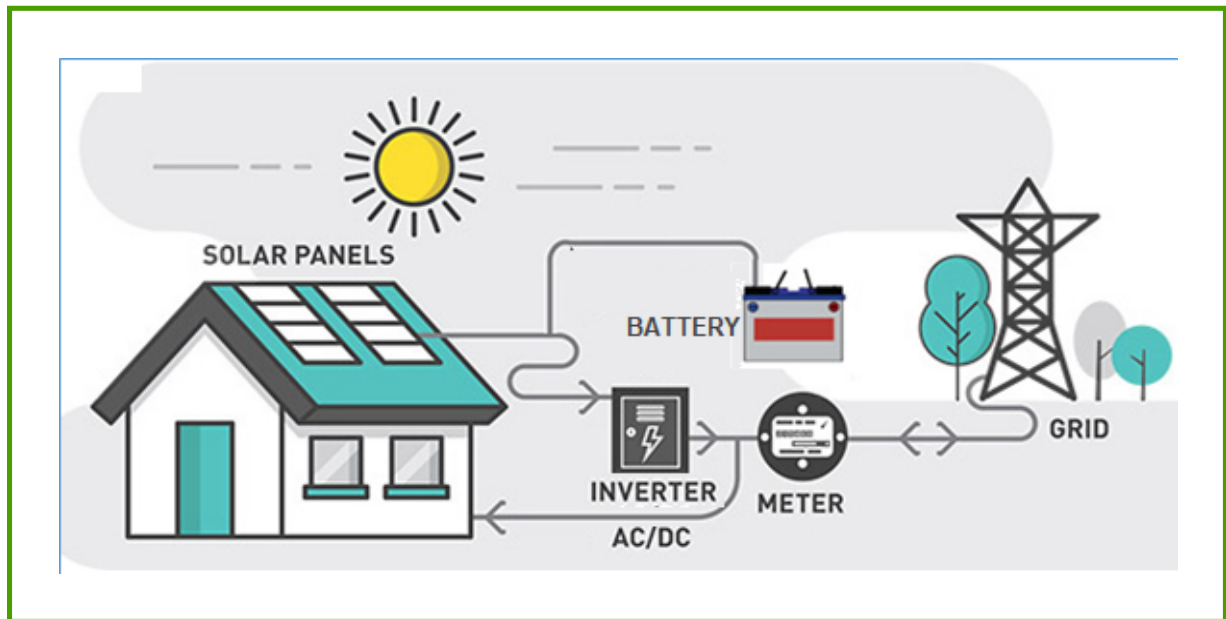 SOLAR PANELS
BATTERY
GRID
INVERTER
METER
AC/DC